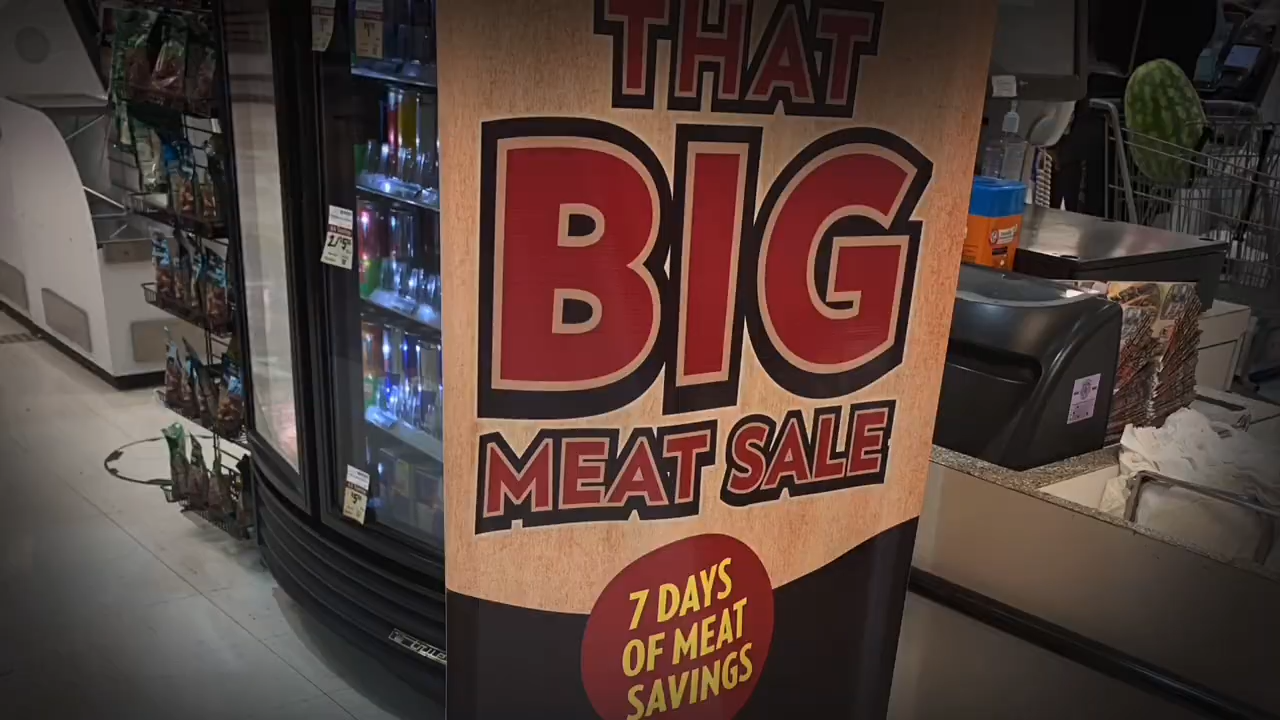 THAT
BIG
MEAT SALE
7 DAYS
OF MEAT
SAVINGS